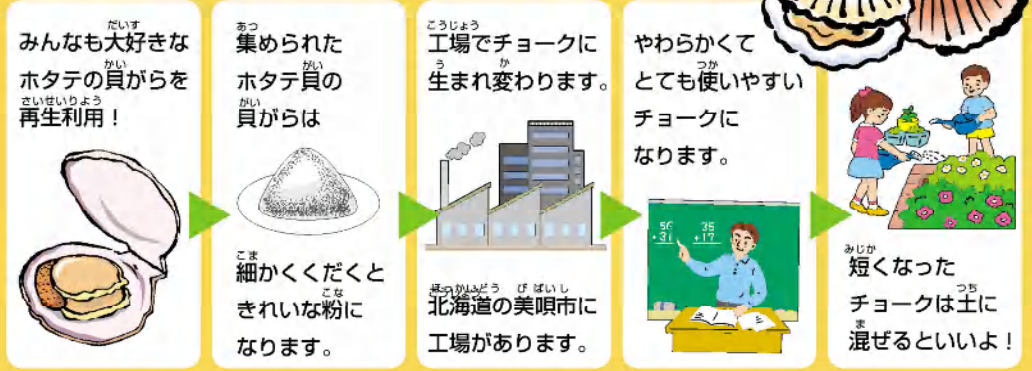 みんなも大好きな
ホタテの貝がらを
再生利用！
集められた
ホタテ貝の
貝がらは
細かくくだくと
きれいな粉に
なります。
工場でチョークに
生まれ変わります。
北海道の美唄市に
工場があります。
やわらかくて
とても使いやすい
チョークに
なります。
56
+31
35
+17
短くなった
チョークは土に
混ぜるといいよ！